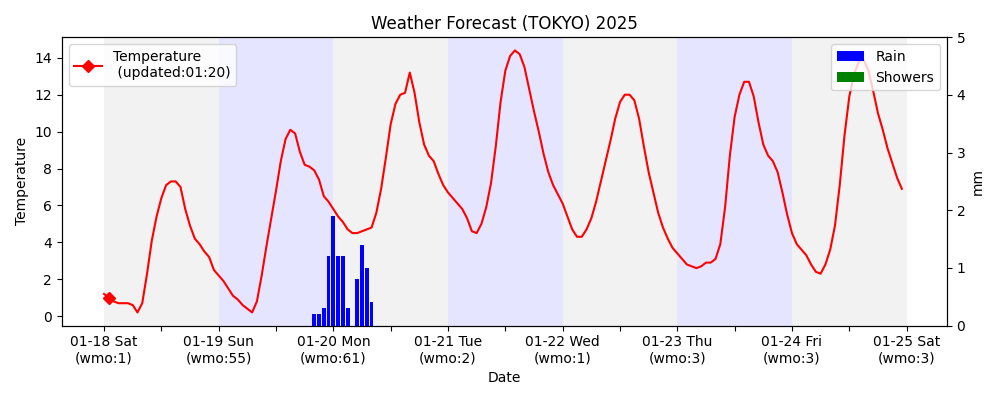 Weather Forecast (TOKYO) 2025
Temperature
(updated:01:20)
Rain
Showers
Temperature
14
12
10
8
6
4
2
0
5
4
3
2
1
0
mm
01-18 Sat
(wmo:1)
01-19 Sun
(wmo:55)
01-20 Mon
(wmo:61)
01-21 Tue
(wmo:2)
01-22 Wed
(wmo:1)
01-23 Thu
(wmo:3)
01-24 Fri
(wmo:3)
01-25 Sat
(wmo:3)
Date